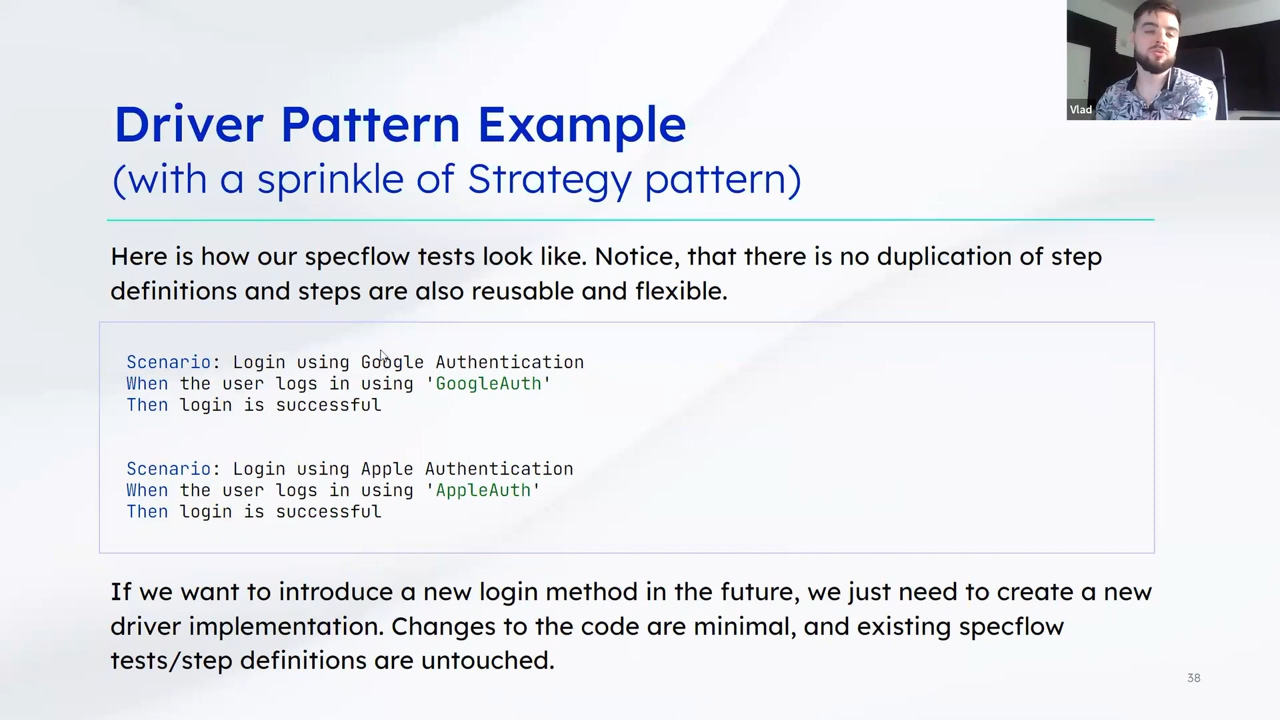 Vlad
Driver Pattern Example
(with a sprinkle of Strategy pattern)
Here is how our specflow tests look like. Notice, that there is no duplication of step
definitions and steps are also reusable and flexible.
Scenario: Login using Google Authentication
When the user logs in using 'GoogleAuth'
Then login is successful
Scenario: Login using Apple Authentication
When the user logs in using 'AppleAuth'
Then login is successful
If we want to introduce a new login method in the future, we just need to create a new
driver implementation. Changes to the code are minimal, and existing specflow
tests/step definitions are untouched.
38